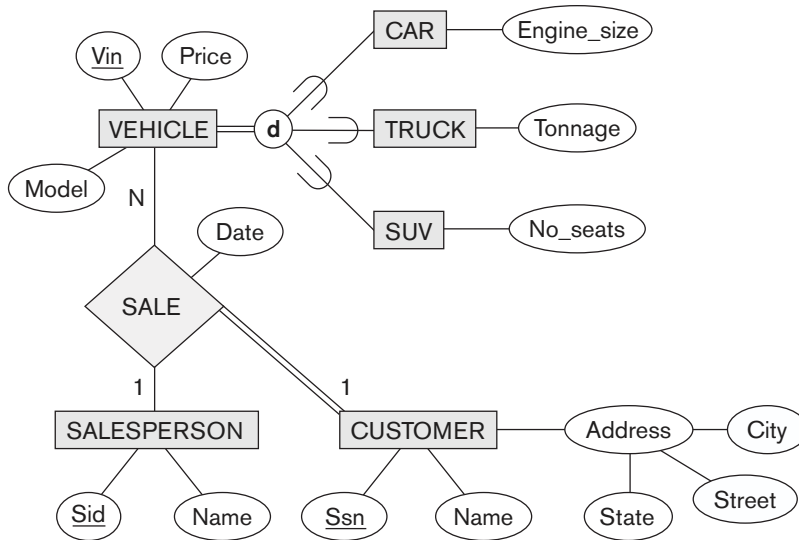 CAR
Engine_size
Vin
Price
VEHICLE
d
TRUCK
Tonnage
Model
N
SUV
No_seats
Date
SALE
1
1
SALESPERSON
CUSTOMER
Address
City
Sid
Name
Ssn
Name
State
Street